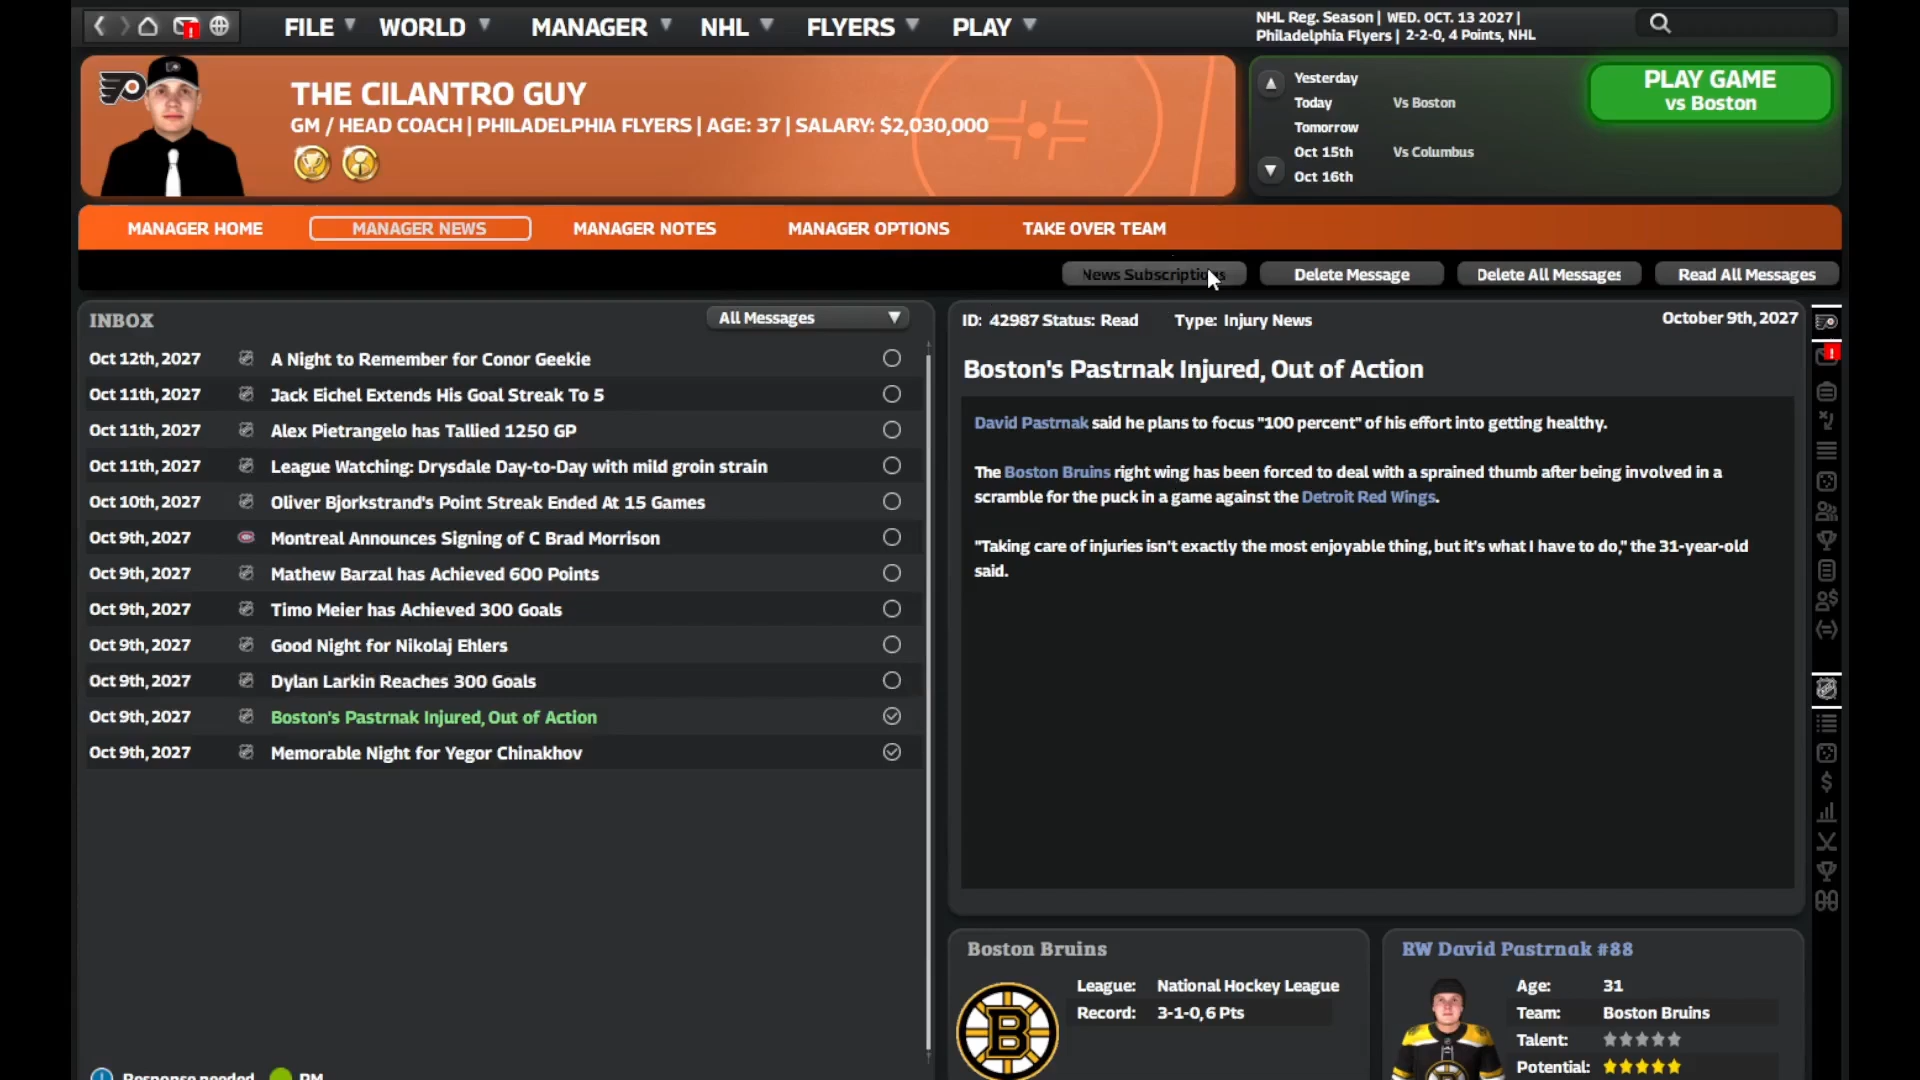 FILE WORLD MANAGER NHL FLYERS PLAY
NHL Reg. Season | WED. OCT. 13 2027 |
Philadelphia Flyers | 2-2-0, 4 Points, NHL
THE CILANTRO GUY
GM / HEAD COACH | PHILADELPHIA FLYERS | AGE: 37 | SALARY: $2,030,000
Yesterday
Today Vs Boston
Tomorrow
Oct 15th Vs Columbus
Oct 16th
PLAY GAME
vs Boston
MANAGER HOME MANAGER NEWS MANAGER NOTES MANAGER OPTIONS TAKE OVER TEAM
News Subscriptions Delete Message Delete All Messages Read All Messages
INBOX All Messages
Oct 12th, 2027 A Night to Remember for Conor Geekie
Oct 11th, 2027 Jack Eichel Extends His Goal Streak To 5
Oct 11th, 2027 Alex Pietrangelo has Tallied 1250 GP
Oct 11th, 2027 League Watching: Drysdale Day-to-Day with mild groin strain
Oct 10th, 2027 Oliver Bjorkstrand's Point Streak Ended At 15 Games
Oct 9th, 2027 Montreal Announces Signing of C Brad Morrison
Oct 9th, 2027 Mathew Barzal has Achieved 600 Points
Oct 9th, 2027 Timo Meier has Achieved 300 Goals
Oct 9th, 2027 Good Night for Nikolaj Ehlers
Oct 9th, 2027 Dylan Larkin Reaches 300 Goals
Oct 9th, 2027 Boston's Pastrnak Injured, Out of Action
Oct 9th, 2027 Memorable Night for Yegor Chinakhov
Response needed PM
ID: 42987 Status: Read Type: Injury News October 9th, 2027
Boston's Pastrnak Injured, Out of Action
David Pastrnak said he plans to focus "100 percent" of his effort into getting healthy.
The Boston Bruins right wing has been forced to deal with a sprained thumb after being involved in a
scramble for the puck in a game against the Detroit Red Wings.
"Taking care of injuries isn't exactly the most enjoyable thing, but it's what I have to do," the 31-year-old
said.
Boston Bruins
League: National Hockey League
Record: 3-1-0, 6 Pts
B
RW David Pastrnak #88
Age: 31
Team: Boston Bruins
Talent:
Potential: